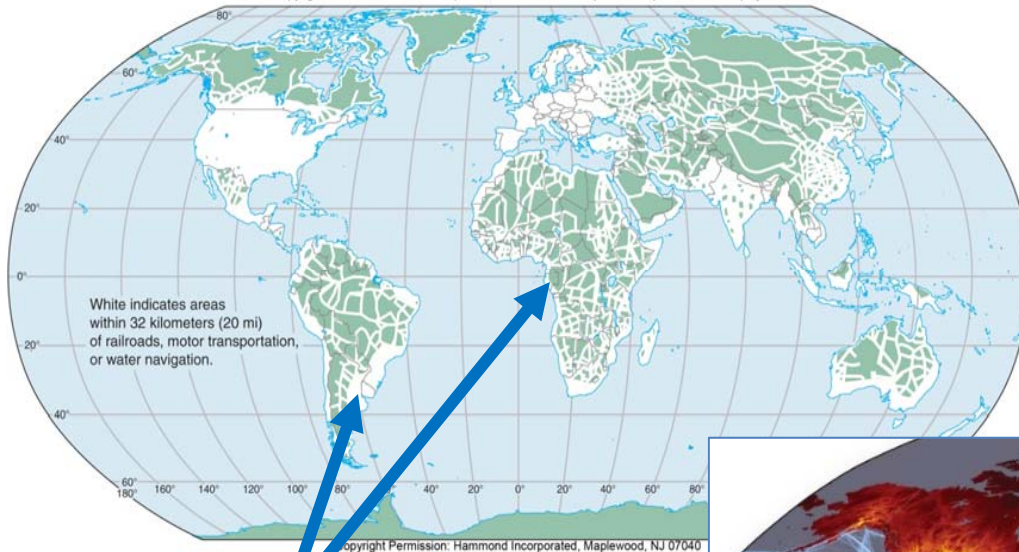 80°
60°
40°
20°
0°
20°
40°
60°
White indicates areas
within 32 kilometers (20 mi)
of railroads, motor transportation,
or water navigation.
180° 160° 140° 120° 100° 80° 60° 40° 20° 0° 20° 40° 60° 80°
opyright Permission: Hammond Incorporated, Maplewood, NJ 07040